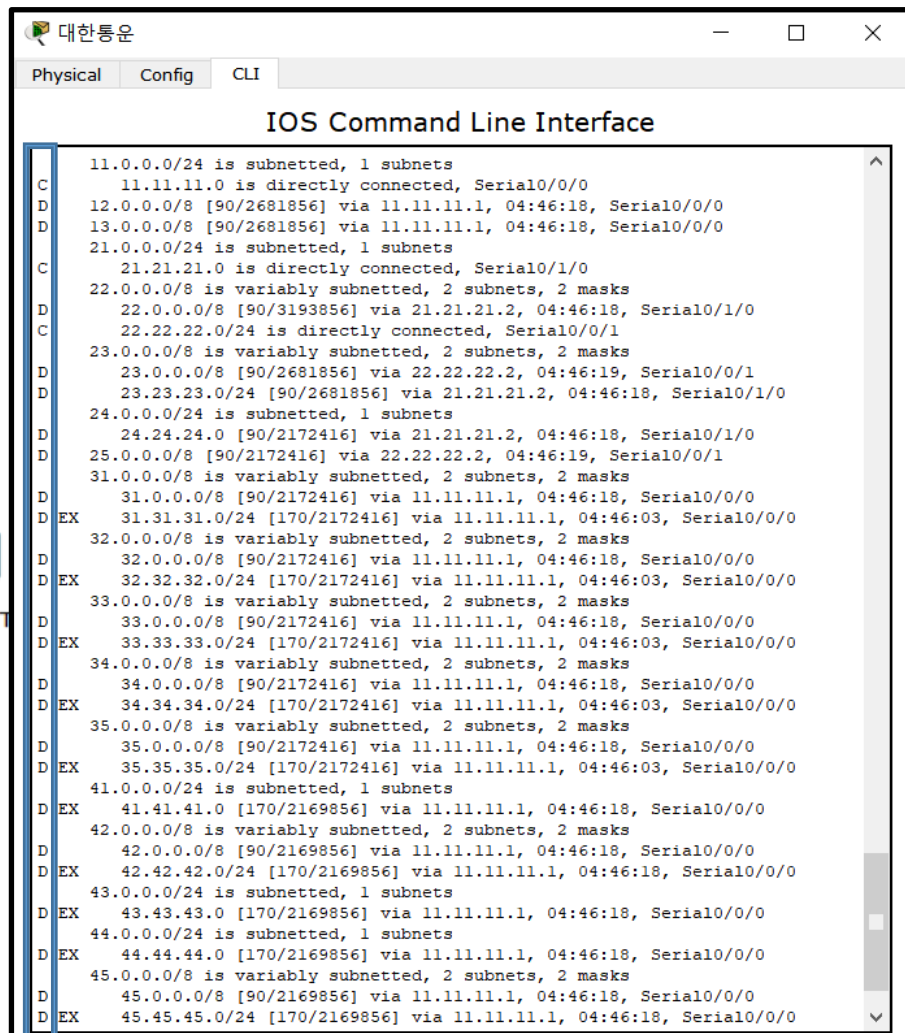 대한통운
Physical Config CLI
IOS Command Line Interface
11.0.0.0/24 is subnetted, 1 subnets
C 11.11.11.0 is directly connected, Serial0/0/0
D 12.0.0.0/8 [90/2681856] via 11.11.11.1, 04:46:18, Serial0/0/0
D 13.0.0.0/8 [90/2681856] via 11.11.11.1, 04:46:18, Serial0/0/0
21.0.0.0/24 is subnetted, 1 subnets
C 21.21.21.0 is directly connected, Serial0/1/0
22.0.0.0/8 is variably subnetted, 2 subnets, 2 masks
D 22.0.0.0/8 [90/3193856] via 21.21.21.2, 04:46:18, Serial0/1/0
C 22.22.22.0/24 is directly connected, Serial0/0/1
23.0.0.0/8 is variably subnetted, 2 subnets, 2 masks
D 23.0.0.0/8 [90/2681856] via 22.22.22.2, 04:46:19, Serial0/0/1
D 23.23.23.0/24 [90/2681856] via 21.21.21.2, 04:46:18, Serial0/1/0
24.0.0.0/24 is subnetted, 1 subnets
D 24.24.24.0 [90/2172416] via 21.21.21.2, 04:46:18, Serial0/1/0
D 25.0.0.0/8 [90/2172416] via 22.22.22.2, 04:46:19, Serial0/0/1
31.0.0.0/8 is variably subnetted, 2 subnets, 2 masks
D 31.0.0.0/8 [90/2172416] via 11.11.11.1, 04:46:18, Serial0/0/0
D EX 31.31.31.0/24 [170/2172416] via 11.11.11.1, 04:46:03, Serial0/0/0
32.0.0.0/8 is variably subnetted, 2 subnets, 2 masks
D 32.0.0.0/8 [90/2172416] via 11.11.11.1, 04:46:18, Serial0/0/0
D EX 32.32.32.0/24 [170/2172416] via 11.11.11.1, 04:46:03, Serial0/0/0
33.0.0.0/8 is variably subnetted, 2 subnets, 2 masks
D 33.0.0.0/8 [90/2172416] via 11.11.11.1, 04:46:18, Serial0/0/0
D EX 33.33.33.0/24 [170/2172416] via 11.11.11.1, 04:46:03, Serial0/0/0
34.0.0.0/8 is variably subnetted, 2 subnets, 2 masks
D 34.0.0.0/8 [90/2172416] via 11.11.11.1, 04:46:18, Serial0/0/0
D EX 34.34.34.0/24 [170/2172416] via 11.11.11.1, 04:46:03, Serial0/0/0
35.0.0.0/8 is variably subnetted, 2 subnets, 2 masks
D 35.0.0.0/8 [90/2172416] via 11.11.11.1, 04:46:18, Serial0/0/0
D EX 35.35.35.0/24 [170/2172416] via 11.11.11.1, 04:46:03, Serial0/0/0
41.0.0.0/24 is subnetted, 1 subnets
D EX 41.41.41.0 [170/2169856] via 11.11.11.1, 04:46:18, Serial0/0/0
42.0.0.0/8 is variably subnetted, 2 subnets, 2 masks
D 42.0.0.0/8 [90/2169856] via 11.11.11.1, 04:46:18, Serial0/0/0
D EX 42.42.42.0/24 [170/2169856] via 11.11.11.1, 04:46:18, Serial0/0/0
43.0.0.0/24 is subnetted, 1 subnets
D EX 43.43.43.0 [170/2169856] via 11.11.11.1, 04:46:18, Serial0/0/0
44.0.0.0/24 is subnetted, 1 subnets
D EX 44.44.44.0 [170/2169856] via 11.11.11.1, 04:46:18, Serial0/0/0
45.0.0.0/8 is variably subnetted, 2 subnets, 2 masks
D 45.0.0.0/8 [90/2169856] via 11.11.11.1, 04:46:18, Serial0/0/0
D EX 45.45.45.0/24 [170/2169856] via 11.11.11.1, 04:46:18, Serial0/0/0